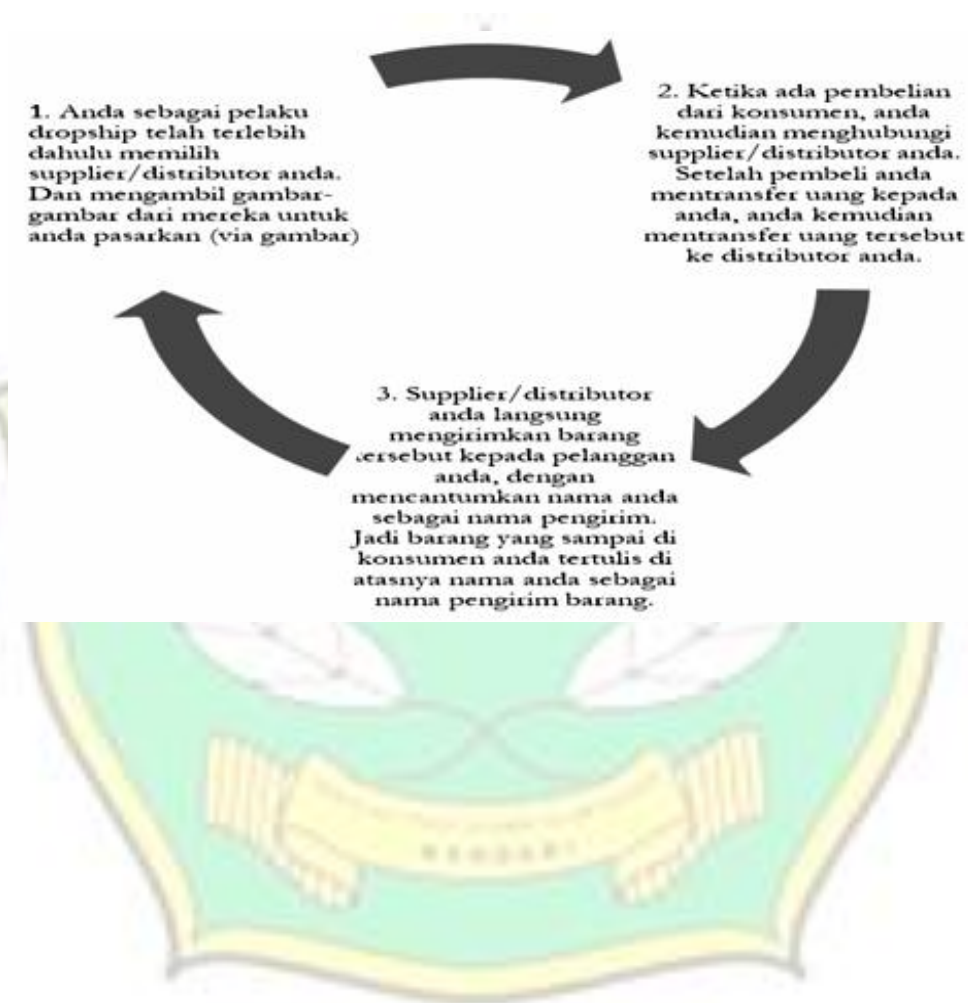 1. Anda sebagai pelaku
dropship telah terlebih
dahulu memilih
supplier/distributor anda.
Dan mengambil gambar-
gambar dari mereka untuk
anda pasarkan (via gambar)
2. Ketika ada pembelian
dari konsumen, anda
kemudian menghubungi
supplier/distributor anda.
Setelah pembeli anda
mentransfer uang kepada
anda, anda kemudian
mentransfer uang tersebut
ke distributor anda.
3. Supplier/distributor
anda langsung
mengirimkan barang
tersebut kepada pelanggan
anda, dengan
mencantumkan nama anda
sebagai nama pengirim.
Jadi barang yang sampai di
konsumen anda tertulis di
atasnya nama anda sebagai
nama pengirim barang.